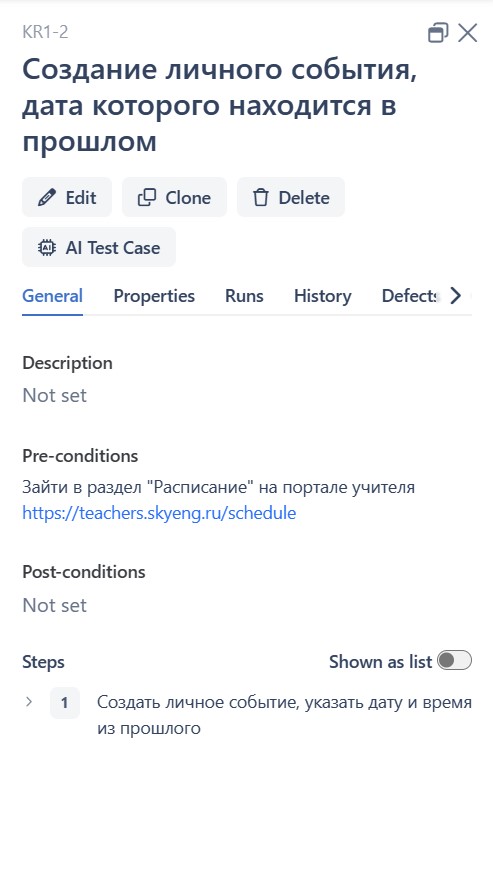 KR1-2
Создание личного события,
дата которого находится в
прошлом
Edit
Clone
Delete
AI Test Case
General
Properties
Runs
History
Defects
Description
Not set
Pre-conditions
Зайти в раздел "Расписание" на портале учителя
https://teachers.skyeng.ru/schedule
Post-conditions
Not set
Steps
Shown as list
1
Создать личное событие, указать дату и время
из прошлого